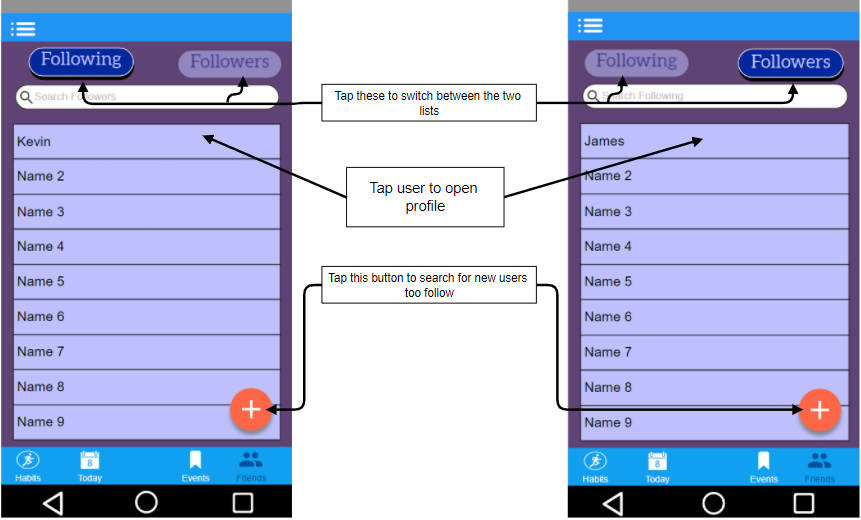 Following
Followers
Search Followers
Kevin
Name 2
Name 3
Name 4
Name 5
Name 6
Name 7
Name 8
Name 9
Habits
8
Today
Events
Friends
Tap these to switch between the two
lists
Tap user to open
profile
Tap this button to search for new users
too follow
Following
Followers
Search Following
James
Name 2
Name 3
Name 4
Name 5
Name 6
Name 7
Name 8
Name 9
Habits
8
Today
Events
Friends